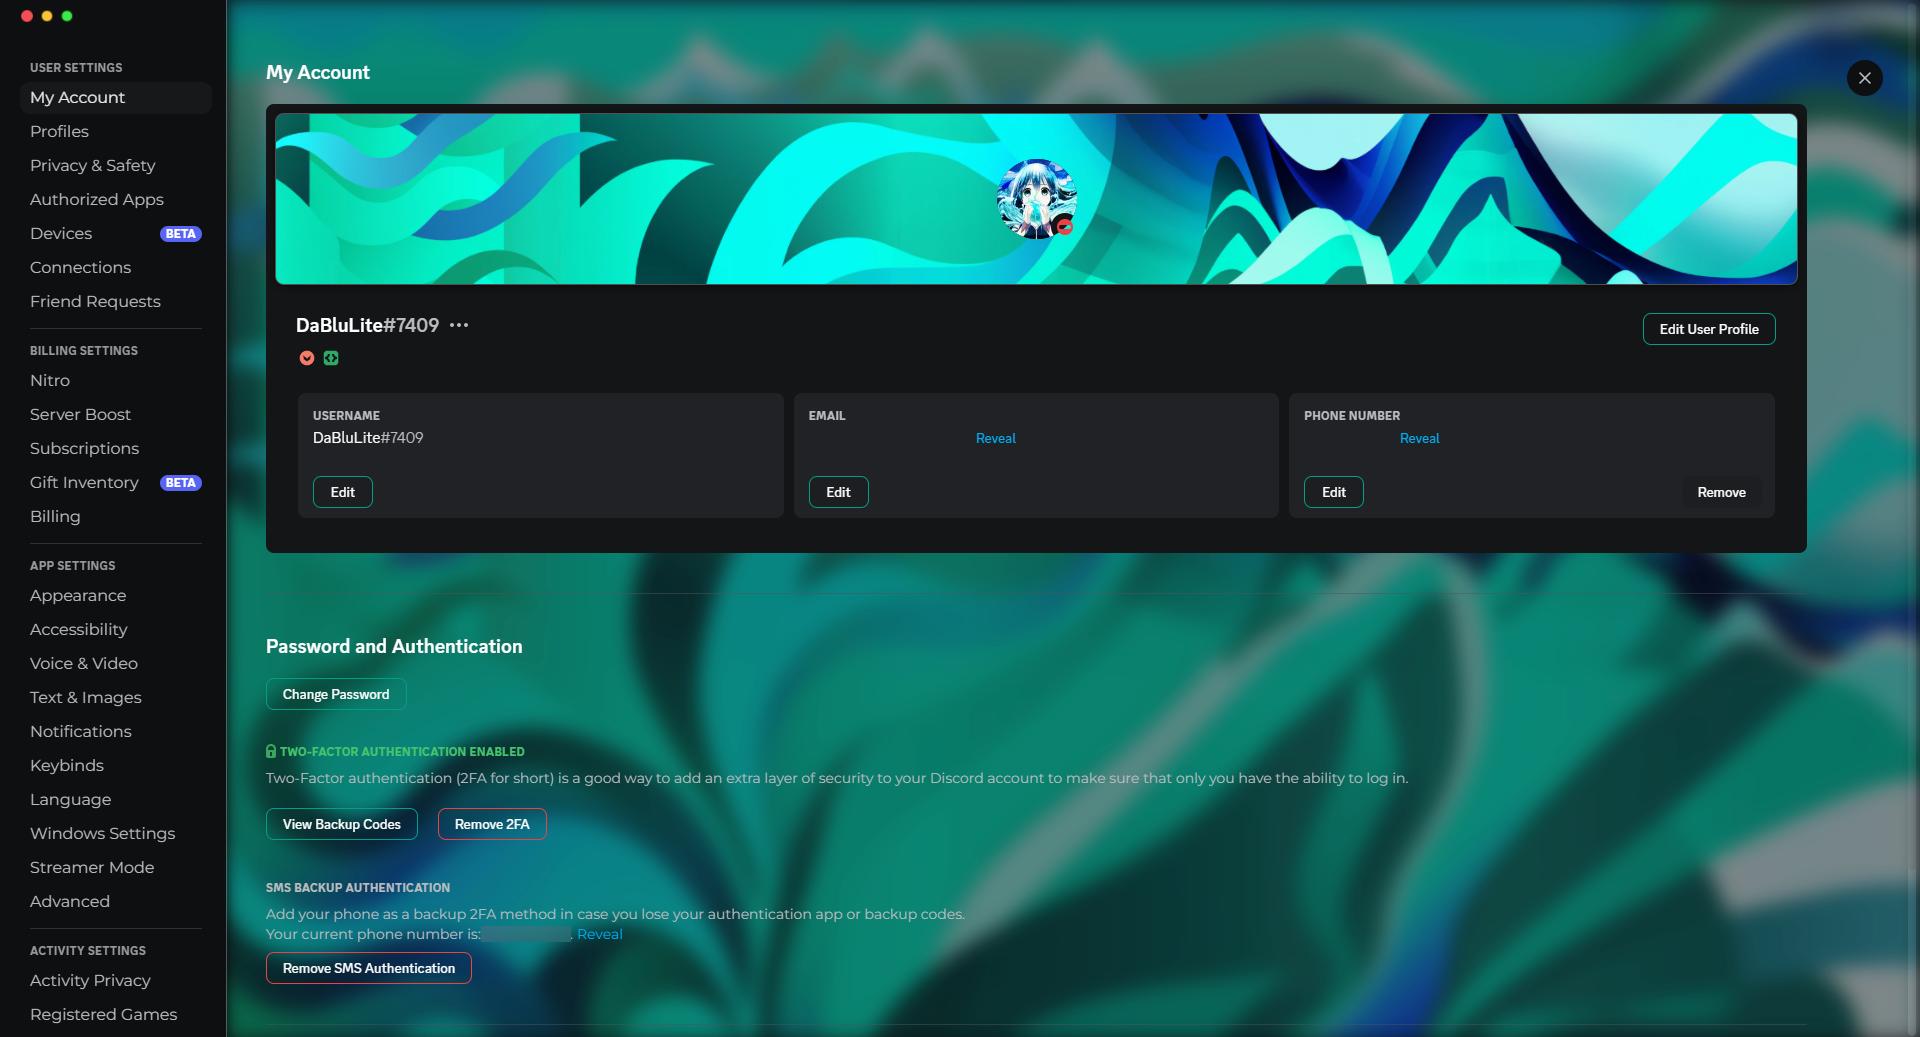 USER SETTINGS
My Account
Profiles
Privacy & Safety
Authorized Apps
Devices BETA
Connections
Friend Requests
BILLING SETTINGS
Nitro
Server Boost
Subscriptions
Gift Inventory BETA
Billing
APP SETTINGS
Appearance
Accessibility
Voice & Video
Text & Images
Notifications
Keybinds
Language
Windows Settings
Streamer Mode
Advanced
ACTIVITY SETTINGS
Activity Privacy
Registered Games
My Account
DaBluLite#7409
Edit User Profile
USERNAME
DaBluLite#7409
Edit
EMAIL
Reveal
Edit
PHONE NUMBER
Reveal
Edit Remove
Password and Authentication
Change Password
TWO-FACTOR AUTHENTICATION ENABLED
Two-Factor authentication (2FA for short) is a good way to add an extra layer of security to your Discord account to make sure that only you have the ability to log in.
View Backup Codes Remove 2FA
SMS BACKUP AUTHENTICATION
Add your phone as a backup 2FA method in case you lose your authentication app or backup codes.
Your current phone number is: . Reveal
Remove SMS Authentication